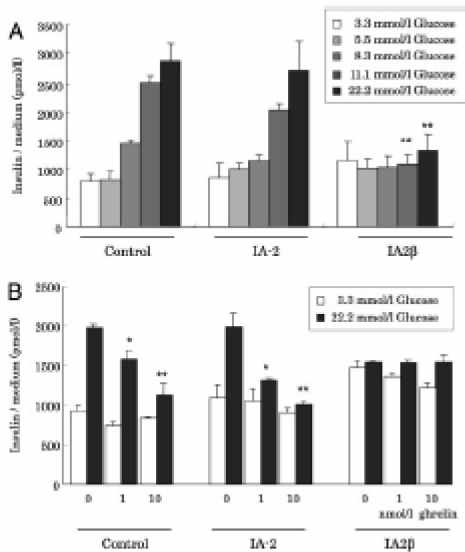 A
Insulin / medium (pmol/l)
3500
3000
2500
2000
1500
1000
500
0
3.3 mmol/l Glucose
5.5 mmol/l Glucose
8.3 mmol/l Glucose
11.1 mmol/l Glucose
22.2 mmol/l Glucose
** **
Control IA-2 IA2β
B
Insulin / medium (pmol/l)
2500
2000
1500
1000
500
0
3.3 mmol/l Glucose
22.2 mmol/l Glucose
* ** * **
0 1 10 0 1 10 0 1 10
nmol/l ghrelin
Control IA-2 IA2β